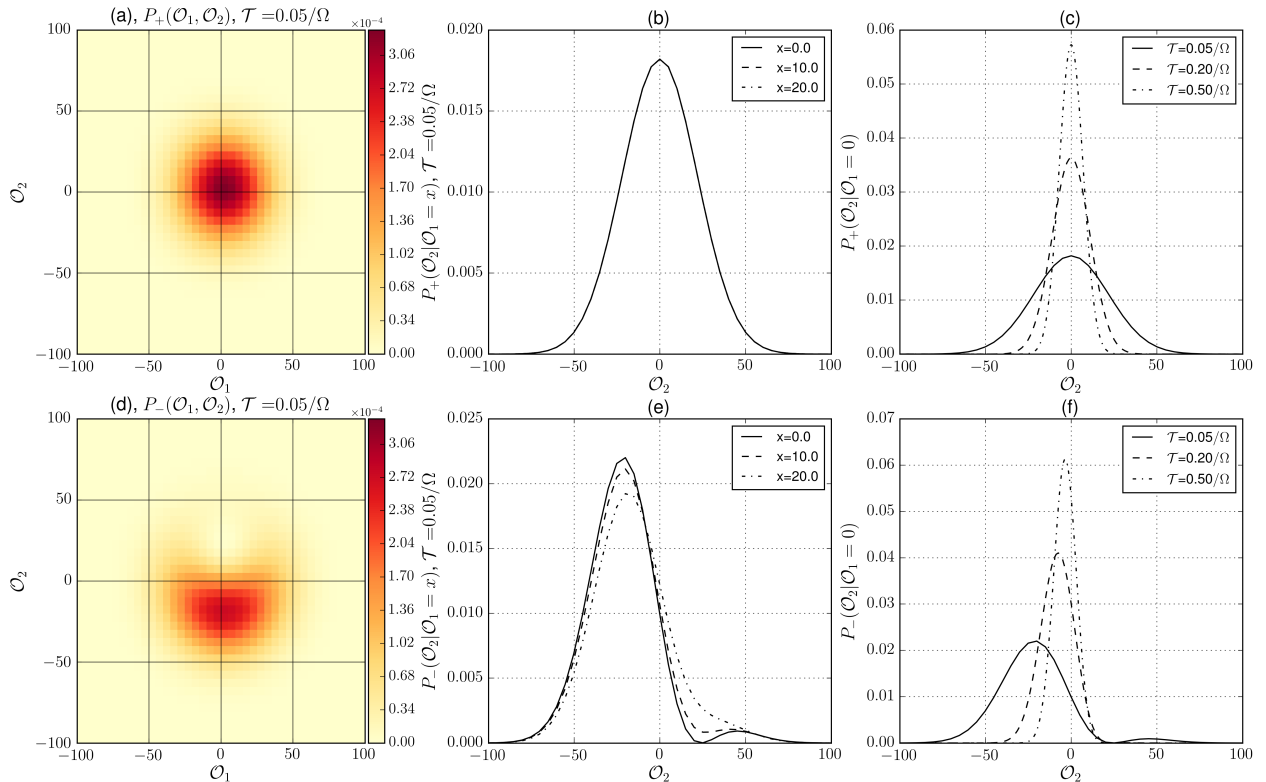 (a), P₊(𝒪₁, 𝒪₂), 𝒯 =0.05/Ω
×10⁻⁴
100
50
0
−50
−100
𝒪₂
−100 −50 0 50 100
𝒪₁
3.06
2.72
2.38
2.04
1.70
1.36
1.02
0.68
0.34
0.00
(b)
P₊(𝒪₂|𝒪₁ = x), 𝒯 =0.05/Ω
0.020
0.015
0.010
0.005
0.000
x=0.0
x=10.0
x=20.0
−100 −50 0 50 100
𝒪₂
(c)
P₊(𝒪₂|𝒪₁ = 0)
0.06
0.05
0.04
0.03
0.02
0.01
0.00
𝒯=0.05/Ω
𝒯=0.20/Ω
𝒯=0.50/Ω
−100 −50 0 50 100
𝒪₂
(d), P₋(𝒪₁, 𝒪₂), 𝒯 =0.05/Ω
×10⁻⁴
100
50
0
−50
−100
𝒪₂
−100 −50 0 50 100
𝒪₁
3.06
2.72
2.38
2.04
1.70
1.36
1.02
0.68
0.34
0.00
(e)
P₋(𝒪₂|𝒪₁ = x), 𝒯 =0.05/Ω
0.025
0.020
0.015
0.010
0.005
0.000
x=0.0
x=10.0
x=20.0
−100 −50 0 50 100
𝒪₂
(f)
P₋(𝒪₂|𝒪₁ = 0)
0.07
0.06
0.05
0.04
0.03
0.02
0.01
0.00
𝒯=0.05/Ω
𝒯=0.20/Ω
𝒯=0.50/Ω
−100 −50 0 50 100
𝒪₂